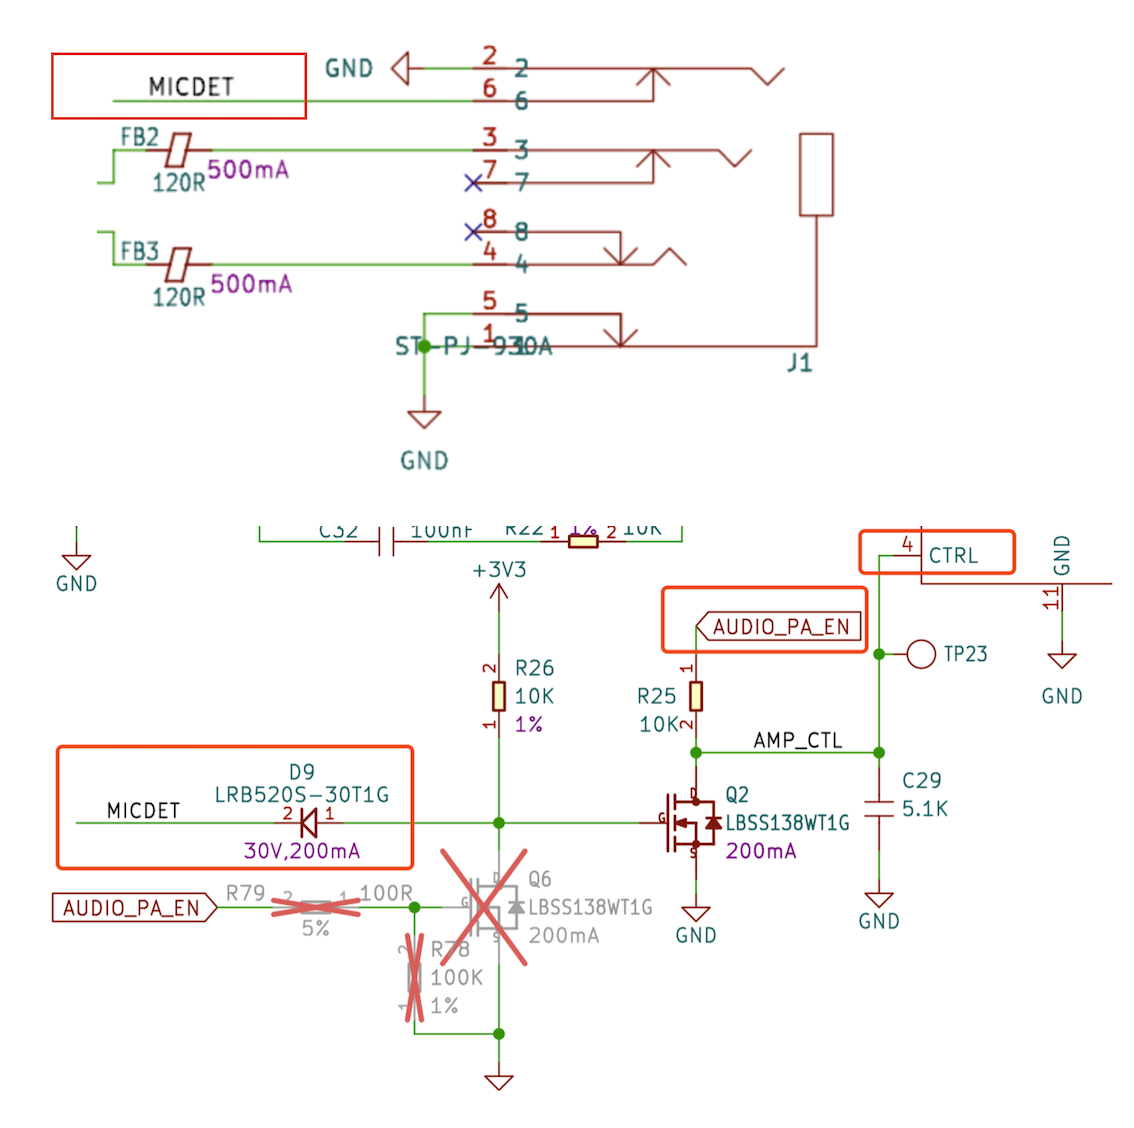 2
GND 2
MICDET 6
6
FB2 3
3
500mA 7
120R 7
8
8
FB3 4
4
500mA
120R
5
5
1
ST-PJ-930A
J1
GND
C32 100nF R22 1 1% 2 10K
4 CTRL GND
+3V3
GND
11
AUDIO_PA_EN
TP23
2 R26 1
10K R25 GND
1 1% 10K 2
AMP_CTL
D9
LRB520S-30T1G
MICDET 2 1
30V,200mA
D Q2
G LBSS138WT1G
S 200mA
C29
5.1K
R79 2 1 100R D Q6
AUDIO_PA_EN G LBSS138WT1G
5% S 200mA
GND
GND
2 R78
100K
1 1%